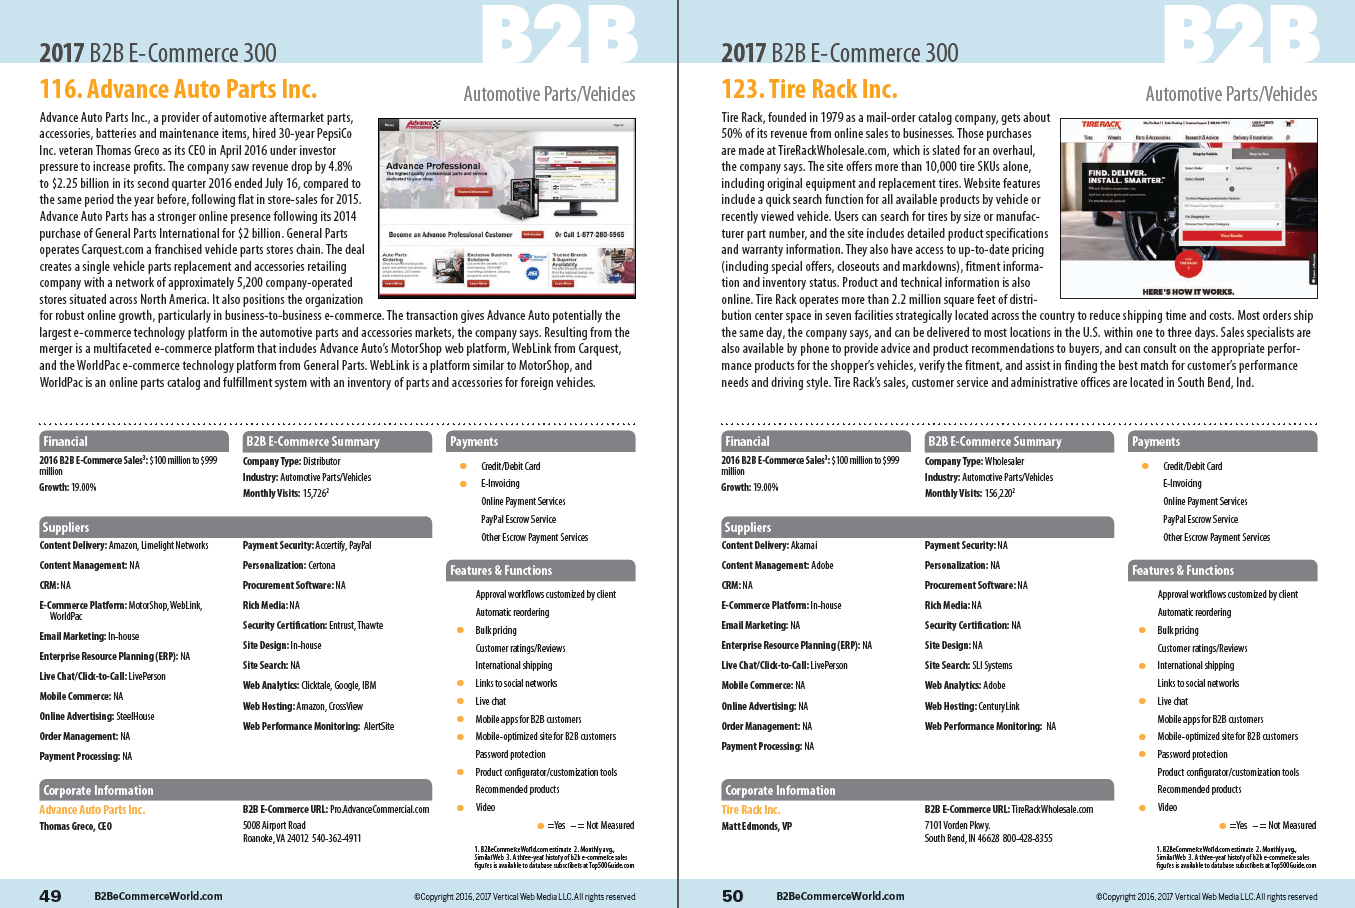 B2B
2017 B2B E-Commerce 300
116. Advance Auto Parts Inc.
Automotive Parts/Vehicles
Advance Auto Parts Inc., a provider of automotive aftermarket parts,
accessories, batteries and maintenance items, hired 30-year PepsiCo
Inc. veteran Thomas Greco as its CEO in April 2016 under investor
pressure to increase profits. The company saw revenue drop by 4.8%
to $2.25 billion in its second quarter 2016 ended July 16, compared to
the same period the year before, following flat in store-sales for 2015.
Advance Auto Parts has a stronger online presence following its 2014
purchase of General Parts International for $2 billion. General Parts
operates Carquest.com a franchised vehicle parts stores chain. The deal
creates a single vehicle parts replacement and accessories retailing
company with a network of approximately 5,200 company-operated
stores situated across North America. It also positions the organization
for robust online growth, particularly in business-to-business e-commerce. The transaction gives Advance Auto potentially the
largest e-commerce technology platform in the automotive parts and accessories markets, the company says. Resulting from the
merger is a multifaceted e-commerce platform that includes Advance Auto's MotorShop web platform, WebLink from Carquest,
and the WorldPac e-commerce technology platform from General Parts. WebLink is a platform similar to MotorShop, and
WorldPac is an online parts catalog and fulfillment system with an inventory of parts and accessories for foreign vehicles.
Advance Professional
The highest quality professional parts and service
dedicated to your shop.
Become an Advance Professional Customer
Or Call 1-877-280-5965
Auto Parts
Ordering
Exclusive Business
Solutions
Trusted Brands
& Superior
Availability
Financial
2016 B2B E-Commerce Sales³: $100 million to $999
million
Growth: 19.00%
B2B E-Commerce Summary
Company Type: Distributor
Industry: Automotive Parts/Vehicles
Monthly Visits: 15,726²
Payments
Credit/Debit Card
E-Invoicing
Online Payment Services
PayPal Escrow Service
Other Escrow Payment Services
Suppliers
Content Delivery: Amazon, Limelight Networks
Content Management: NA
CRM: NA
E-Commerce Platform: MotorShop, WebLink,
WorldPac
Email Marketing: In-house
Enterprise Resource Planning (ERP): NA
Live Chat/Click-to-Call: LivePerson
Mobile Commerce: NA
Online Advertising: SteelHouse
Order Management: NA
Payment Processing: NA
Payment Security: Accertify, PayPal
Personalization: Certona
Procurement Software: NA
Rich Media: NA
Security Certification: Entrust, Thawte
Site Design: In-house
Site Search: NA
Web Analytics: Clicktale, Google, IBM
Web Hosting: Amazon, CrossView
Web Performance Monitoring: AlertSite
Features & Functions
Approval workflows customized by client
Automatic reordering
Bulk pricing
Customer ratings/Reviews
International shipping
Links to social networks
Live chat
Mobile apps for B2B customers
Mobile-optimized site for B2B customers
Password protection
Product configurator/customization tools
Recommended products
Video
=Yes – = Not Measured
Corporate Information
Advance Auto Parts Inc.
Thomas Greco, CEO
B2B E-Commerce URL: Pro.AdvanceCommercial.com
5008 Airport Road
Roanoke, VA 24012 540-362-4911
1. B2BeCommerceWorld.com estimate 2. Monthly avg.,
SimilarWeb 3. A three-year history of b2b e-commerce sales
figures is available to database subscribers at Top500Guide.com
49
B2BeCommerceWorld.com
©Copyright 2016, 2017 Vertical Web Media LLC. All rights reserved
B2B
2017 B2B E-Commerce 300
123. Tire Rack Inc.
Automotive Parts/Vehicles
Tire Rack, founded in 1979 as a mail-order catalog company, gets about
50% of its revenue from online sales to businesses. Those purchases
are made at TireRackWholesale.com, which is slated for an overhaul,
the company says. The site offers more than 10,000 tire SKUs alone,
including original equipment and replacement tires. Website features
include a quick search function for all available products by vehicle or
recently viewed vehicle. Users can search for tires by size or manufac-
turer part number, and the site includes detailed product specifications
and warranty information. They also have access to up-to-date pricing
(including special offers, closeouts and markdowns), fitment informa-
tion and inventory status. Product and technical information is also
online. Tire Rack operates more than 2.2 million square feet of distri-
bution center space in seven facilities strategically located across the country to reduce shipping time and costs. Most orders ship
the same day, the company says, and can be delivered to most locations in the U.S. within one to three days. Sales specialists are
also available by phone to provide advice and product recommendations to buyers, and can consult on the appropriate perfor-
mance products for the shopper's vehicles, verify the fitment, and assist in finding the best match for customer's performance
needs and driving style. Tire Rack's sales, customer service and administrative offices are located in South Bend, Ind.
TIRE RACK
Tires
Parts & Accessories
Research & Advice
Delivery & Installation
FIND. DELIVER.
INSTALL. SMARTER.
View Results
HERE'S HOW IT WORKS.
Financial
2016 B2B E-Commerce Sales³: $100 million to $999
million
Growth: 19.00%
B2B E-Commerce Summary
Company Type: Wholesaler
Industry: Automotive Parts/Vehicles
Monthly Visits: 156,220²
Payments
Credit/Debit Card
E-Invoicing
Online Payment Services
PayPal Escrow Service
Other Escrow Payment Services
Suppliers
Content Delivery: Akamai
Content Management: Adobe
CRM: NA
E-Commerce Platform: In-house
Email Marketing: NA
Enterprise Resource Planning (ERP): NA
Live Chat/Click-to-Call: LivePerson
Mobile Commerce: NA
Online Advertising: NA
Order Management: NA
Payment Processing: NA
Payment Security: NA
Personalization: NA
Procurement Software: NA
Rich Media: NA
Security Certification: NA
Site Design: NA
Site Search: SLI Systems
Web Analytics: Adobe
Web Hosting: CenturyLink
Web Performance Monitoring: NA
Features & Functions
Approval workflows customized by client
Automatic reordering
Bulk pricing
Customer ratings/Reviews
International shipping
Links to social networks
Live chat
Mobile apps for B2B customers
Mobile-optimized site for B2B customers
Password protection
Product configurator/customization tools
Recommended products
Video
=Yes – = Not Measured
Corporate Information
Tire Rack Inc.
Matt Edmonds, VP
B2B E-Commerce URL: TireRackWholesale.com
7101 Vorden Pkwy.
South Bend, IN 46628 800-428-8355
1. B2BeCommerceWorld.com estimate 2. Monthly avg.,
SimilarWeb 3. A three-year history of b2b e-commerce sales
figures is available to database subscribers at Top500Guide.com
50
B2BeCommerceWorld.com
©Copyright 2016, 2017 Vertical Web Media LLC. All rights reserved